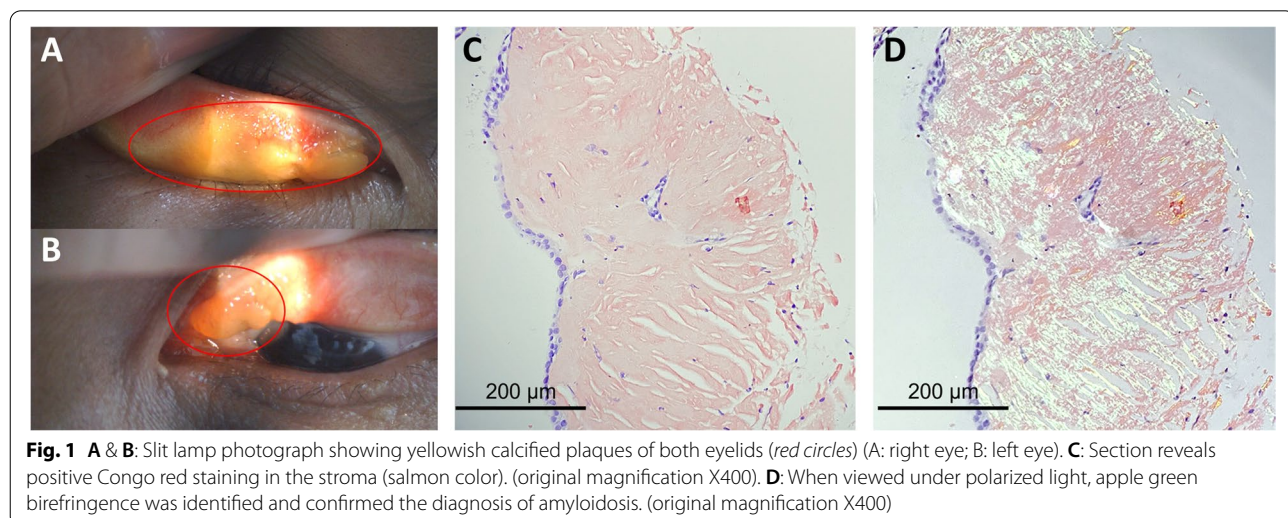 A
B
C
200 µm
D
200 µm
Fig. 1 A & B: Slit lamp photograph showing yellowish calcified plaques of both eyelids (red circles) (A: right eye; B: left eye). C: Section reveals
positive Congo red staining in the stroma (salmon color). (original magnification X400). D: When viewed under polarized light, apple green
birefringence was identified and confirmed the diagnosis of amyloidosis. (original magnification X400)